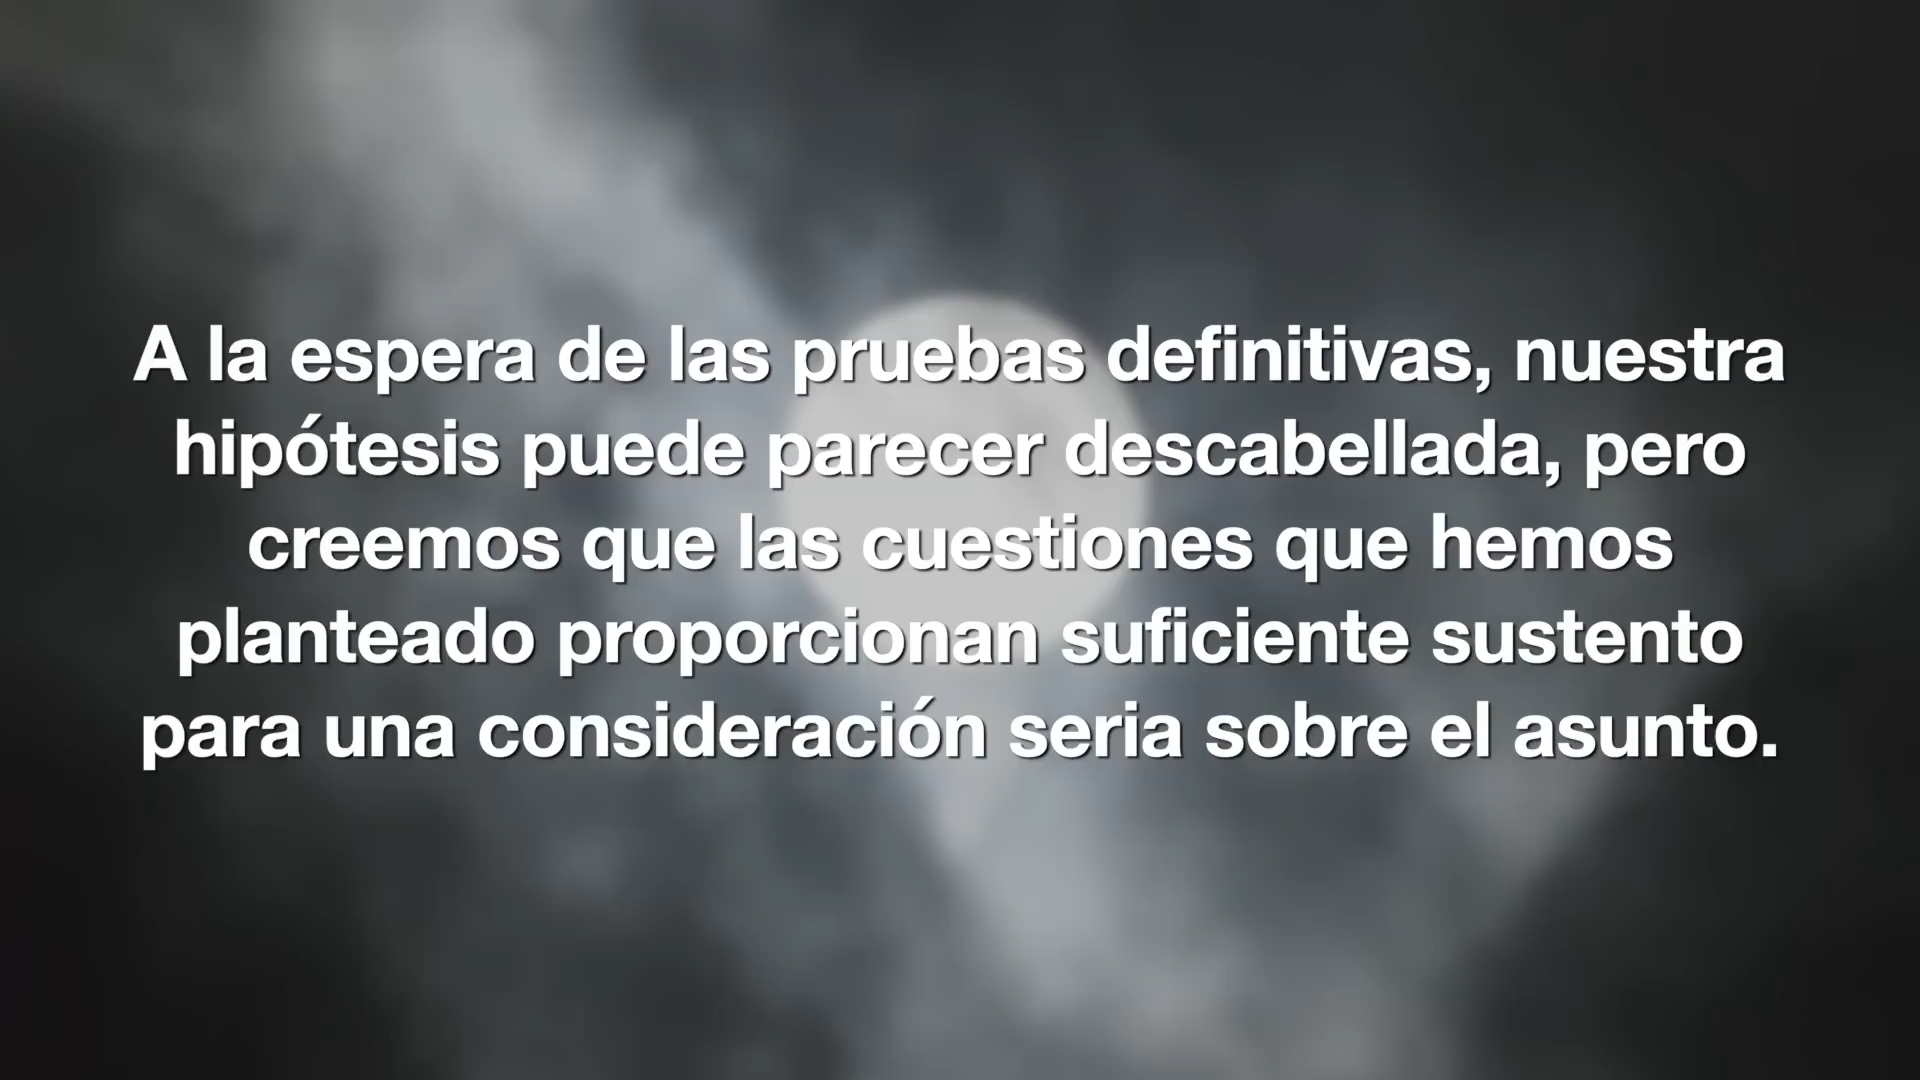 A la espera de las pruebas definitivas, nuestra
hipótesis puede parecer descabellada, pero
creemos que las cuestiones que hemos
planteado proporcionan suficiente sustento
para una consideración seria sobre el asunto.